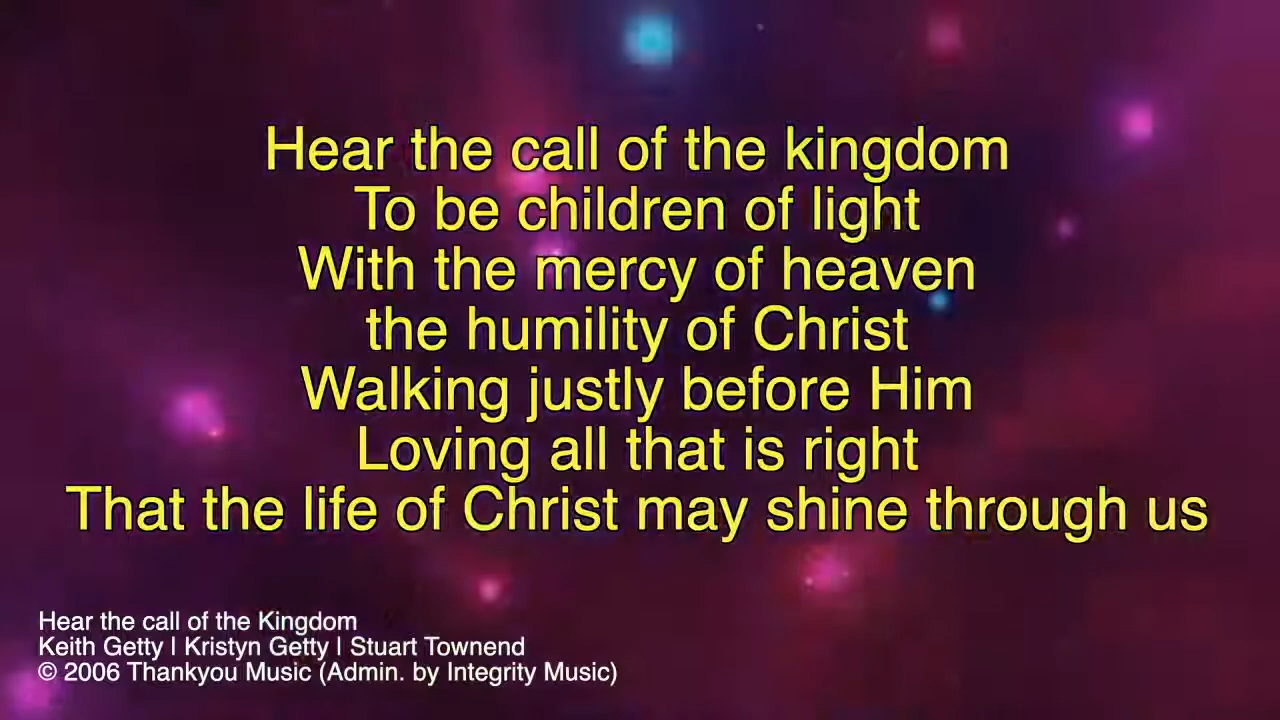 Hear the call of the kingdom
To be children of light
With the mercy of heaven
the humility of Christ
Walking justly before Him
Loving all that is right
That the life of Christ may shine through us
Hear the call of the Kingdom
Keith Getty | Kristyn Getty | Stuart Townend
© 2006 Thankyou Music (Admin. by Integrity Music)